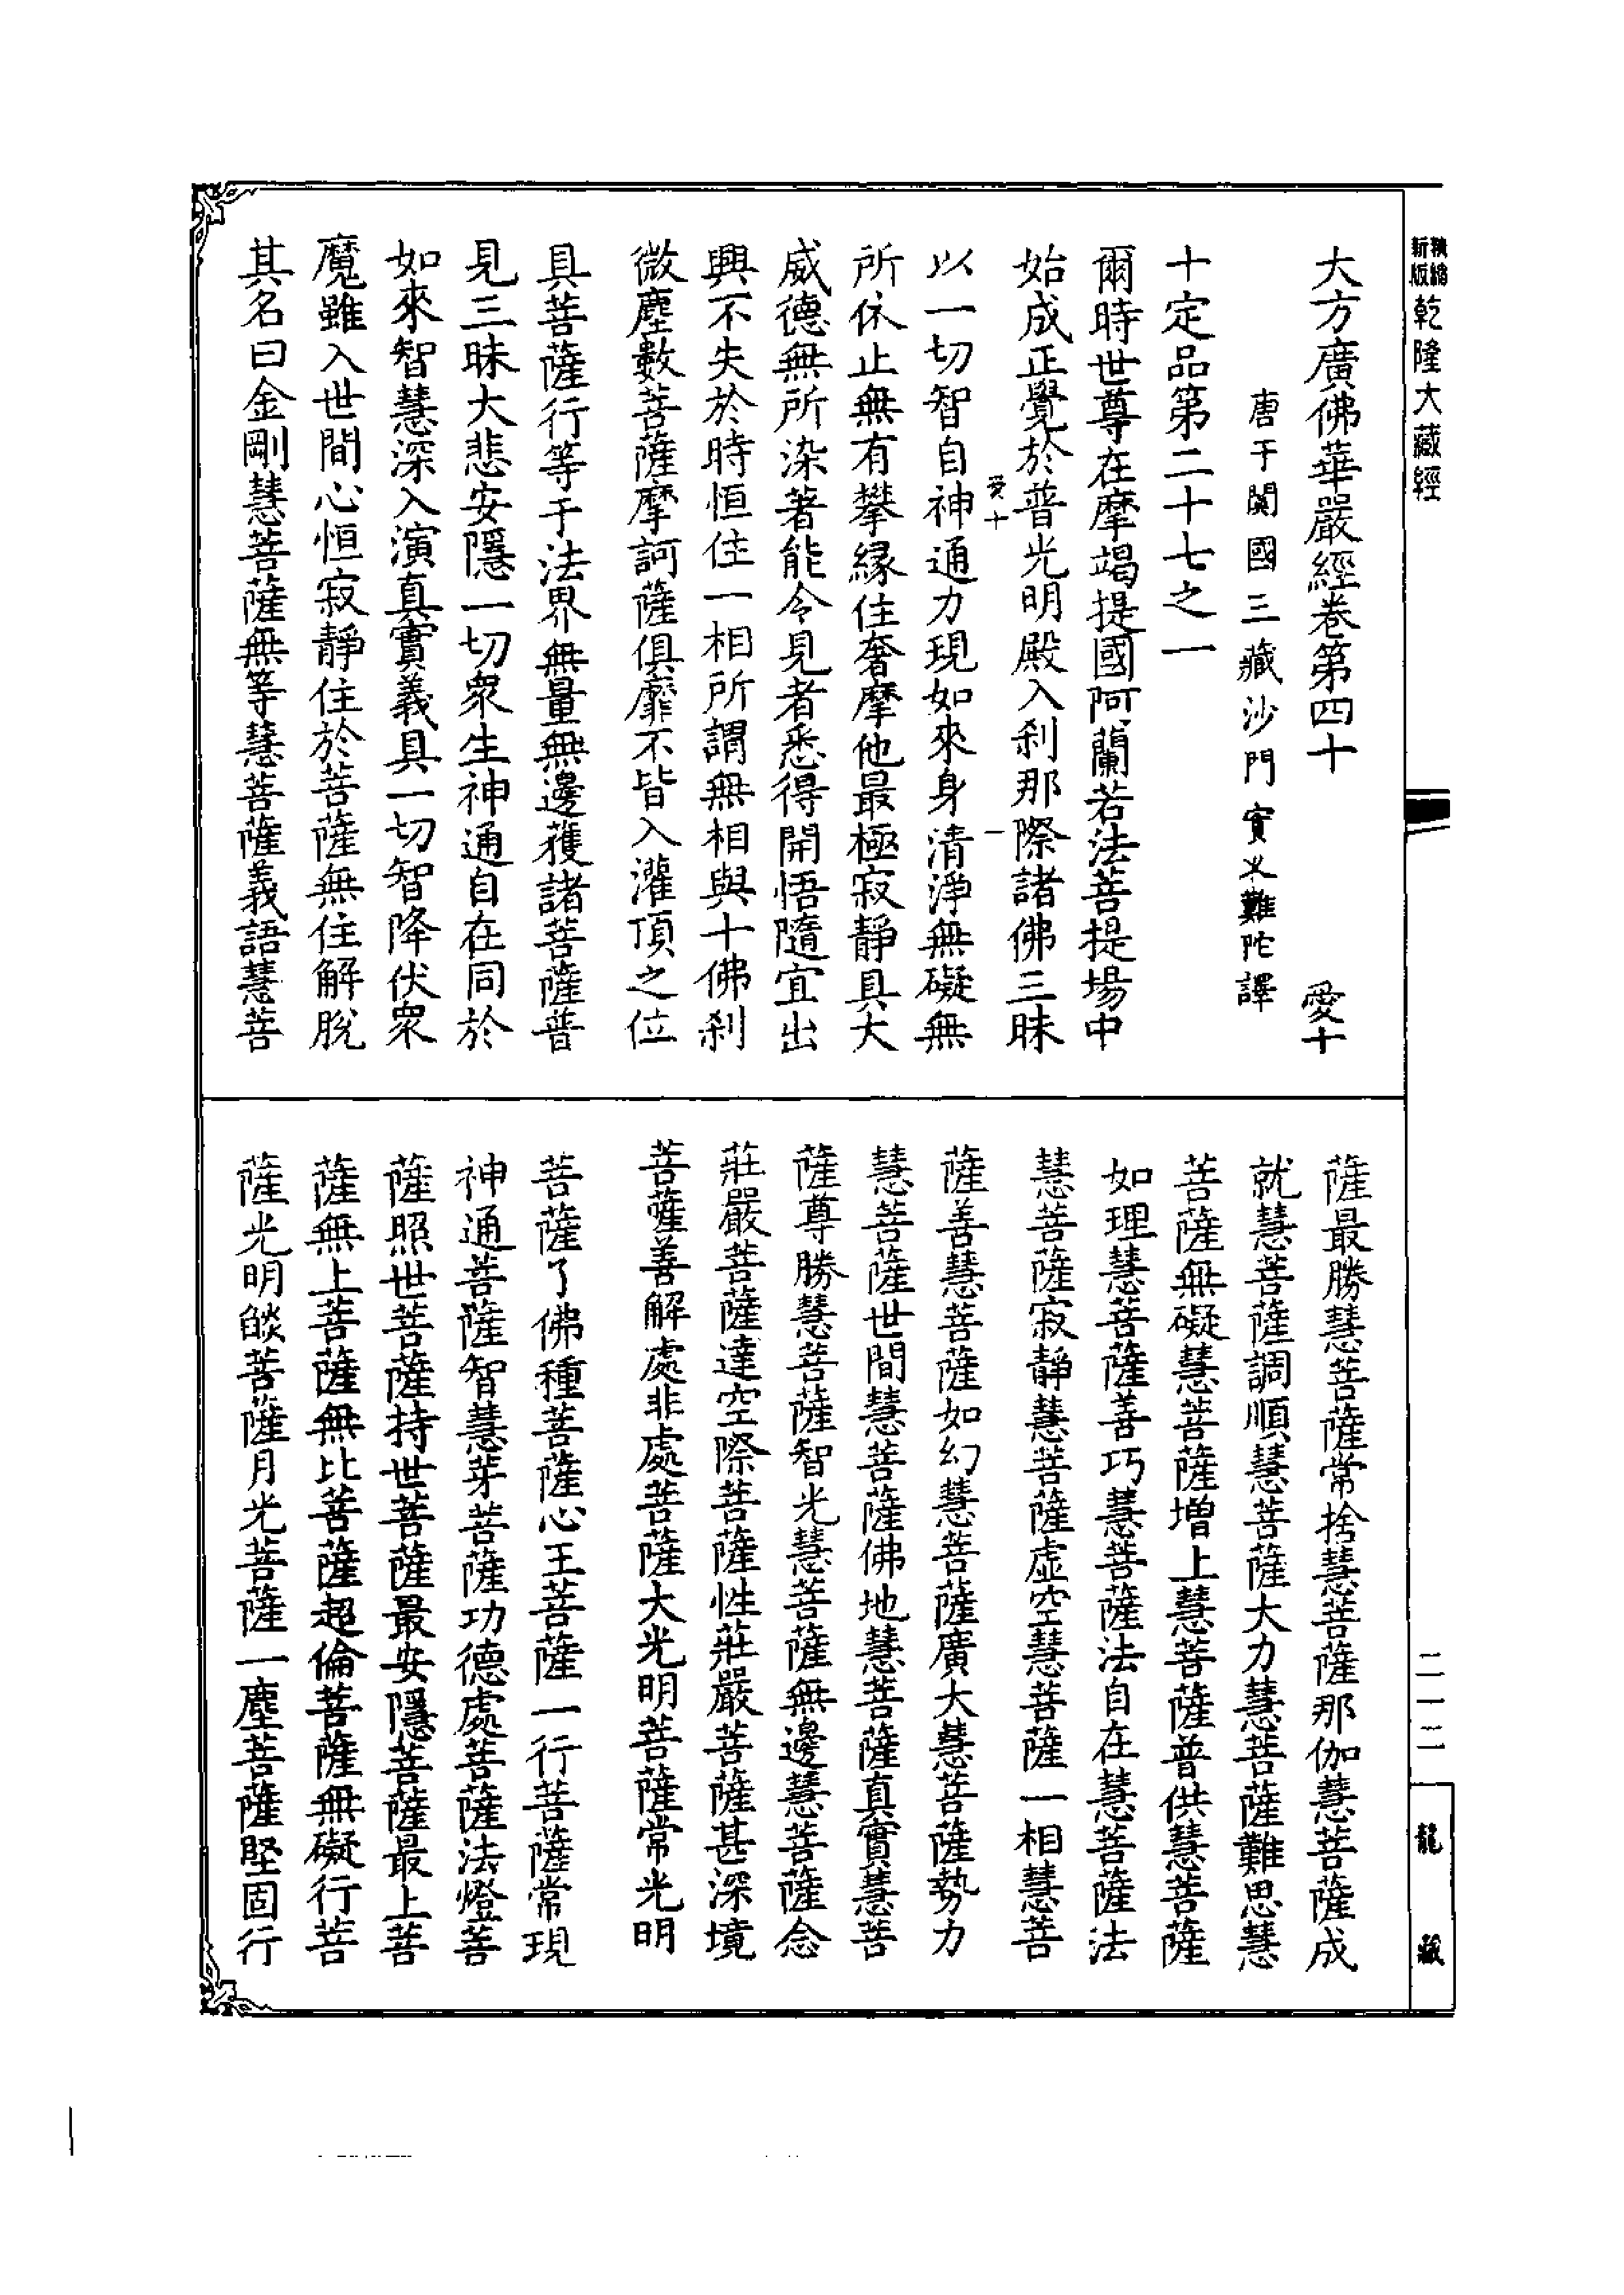 新版
精縮
乾隆大藏經
大方廣佛華嚴經卷第四十 愛十
唐于闐國三藏沙門實叉難陀譯
十定品第二十七之一
爾時世尊在摩竭提國阿蘭若法菩提場中
始成正覺於普光明殿入刹那際諸佛三昧
愛十 一
以一切智自神通力現如來身清淨無礙無
所依止無有攀緣住奢摩他最極寂靜具大
威德無所染著能令見者悉得開悟隨宜出
興不失於時恒住一相所謂無相與十佛刹
微塵數菩薩摩訶薩俱靡不皆入灌頂之位
具菩薩行等于法界無量無邊獲諸菩薩普
見三昧大悲安隱一切衆生神通自在同於
如來智慧深入演真實義具一切智降伏衆
魔雖入世間心恒寂靜住於菩薩無住解脫
其名曰金剛慧菩薩無等慧菩薩義語慧菩
薩最勝慧菩薩常捨慧菩薩那伽慧菩薩成
就慧菩薩調順慧菩薩大力慧菩薩難思慧
菩薩無礙慧菩薩增上慧菩薩普供慧菩薩
如理慧菩薩善巧慧菩薩法自在慧菩薩法
慧菩薩寂靜慧菩薩虛空慧菩薩一相慧菩
薩善慧菩薩如幻慧菩薩廣大慧菩薩勢力
慧菩薩世間慧菩薩佛地慧菩薩真實慧菩
薩尊勝慧菩薩智光慧菩薩無邊慧菩薩念
莊嚴菩薩達空際菩薩性莊嚴菩薩甚深境
菩薩善解處非處菩薩大光明菩薩常光明
菩薩了佛種菩薩心王菩薩一行菩薩常現
神通菩薩智慧芽菩薩功德處菩薩法燈菩
薩照世菩薩持世菩薩最安隱菩薩最上菩
薩無上菩薩無比菩薩超倫菩薩無礙行菩
薩光明燄菩薩月光菩薩一塵菩薩堅固行
二一二
龍藏